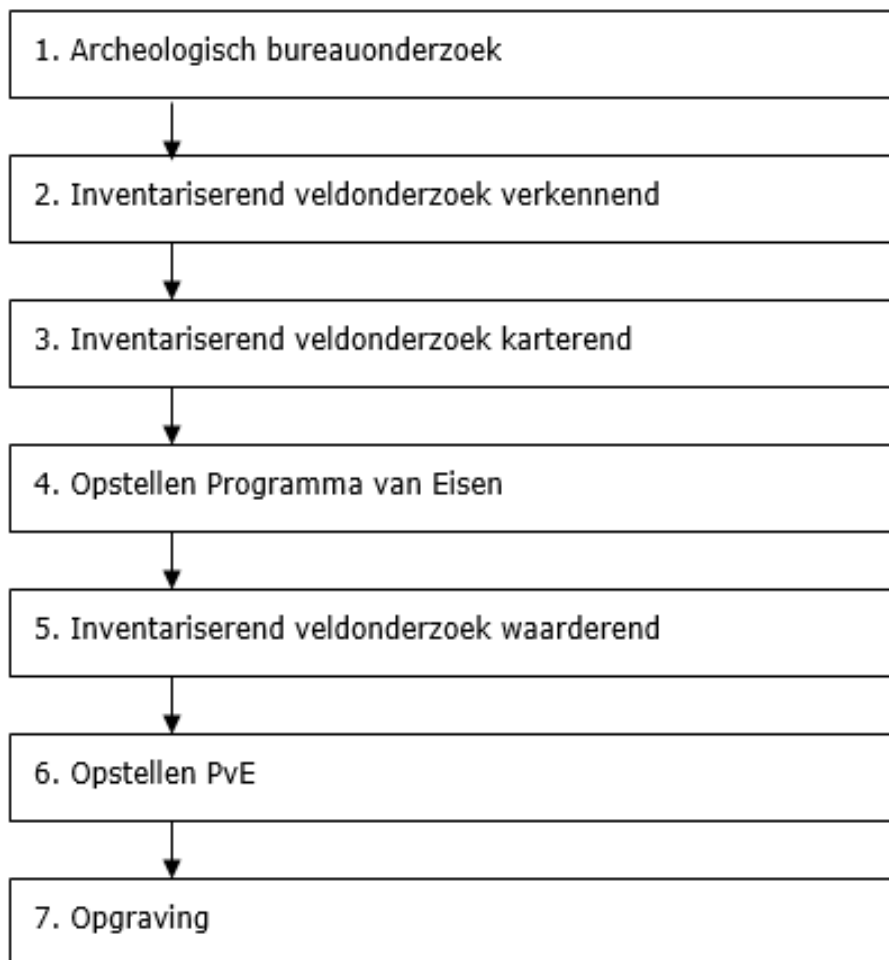 1. Archeologisch bureauonderzoek
2. Inventariserend veldonderzoek verkennend
3. Inventariserend veldonderzoek karterend
4. Opstellen Programma van Eisen
5. Inventariserend veldonderzoek waarderend
6. Opstellen PvE
7. Opgraving